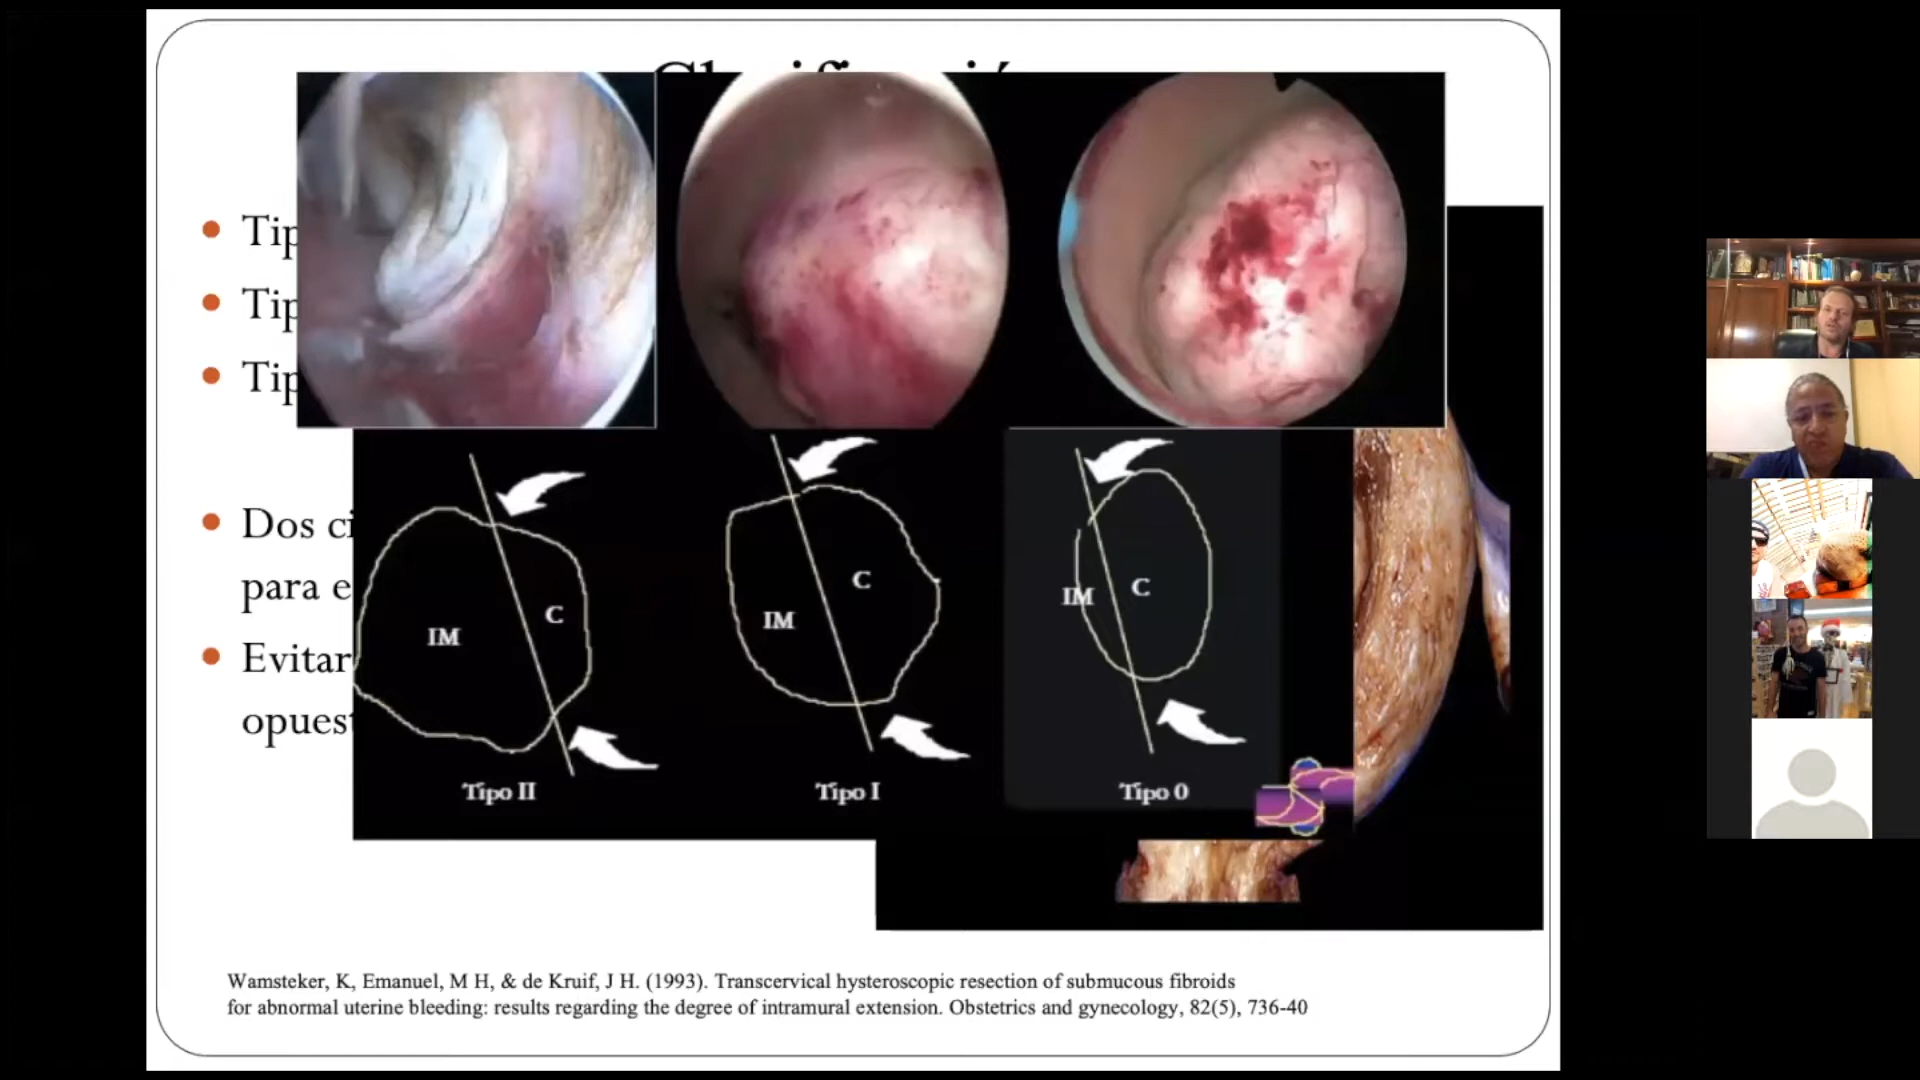 Clasificación
Tip
Tip
Tip
Dos ci
para e
Evitar
opuest
IM
C
IM
C
IM
C
Tipo II
Tipo I
Tipo 0
Wamsteker, K, Emanuel, M H, & de Kruif, J H. (1993). Transcervical hysteroscopic resection of submucous fibroids
for abnormal uterine bleeding: results regarding the degree of intramural extension. Obstetrics and gynecology, 82(5), 736-40